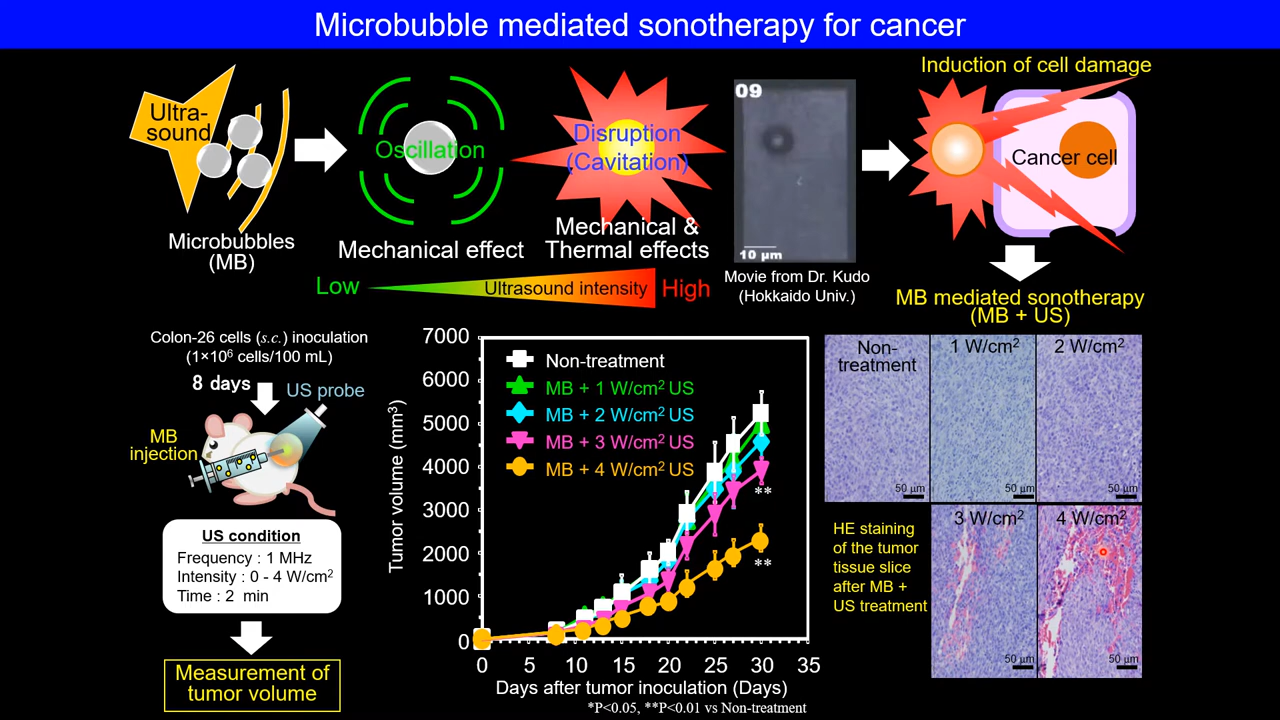 Microbubble mediated sonotherapy for cancer
Ultra-
sound
Microbubbles
(MB)
Oscillation
Mechanical effect
Disruption
(Cavitation)
Mechanical &
Thermal effects
Low
Ultrasound intensity
High
09
10 μm
Movie from Dr. Kudo
(Hokkaido Univ.)
Induction of cell damage
Cancer cell
MB mediated sonotherapy
(MB + US)
Colon-26 cells (s.c.) inoculation
(1×10⁶ cells/100 mL)
8 days
US probe
MB
injection
US condition
Frequency : 1 MHz
Intensity : 0 - 4 W/cm²
Time : 2 min
Measurement of
tumor volume
Tumor volume (mm³)
7000
6000
5000
4000
3000
2000
1000
0
Non-treatment
MB + 1 W/cm² US
MB + 2 W/cm² US
MB + 3 W/cm² US
MB + 4 W/cm² US
**
**
0 5 10 15 20 25 30 35
Days after tumor inoculation (Days)
*P<0.05, **P<0.01 vs Non-treatment
Non-
treatment
50 μm
1 W/cm²
50 μm
2 W/cm²
50 μm
HE staining
of the tumor
tissue slice
after MB +
US treatment
3 W/cm²
50 μm
4 W/cm²
50 μm